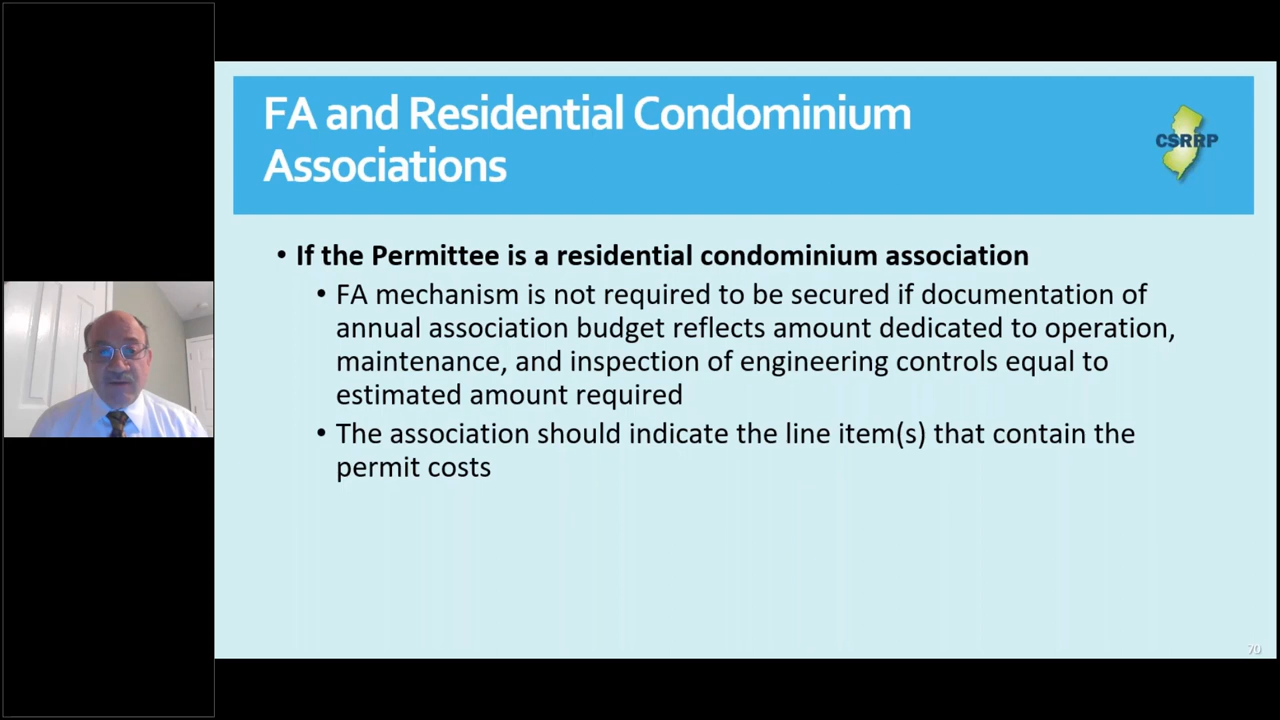 FA and Residential Condominium
Associations
CSRRP
• If the Permittee is a residential condominium association
• FA mechanism is not required to be secured if documentation of
annual association budget reflects amount dedicated to operation,
maintenance, and inspection of engineering controls equal to
estimated amount required
• The association should indicate the line item(s) that contain the
permit costs
70